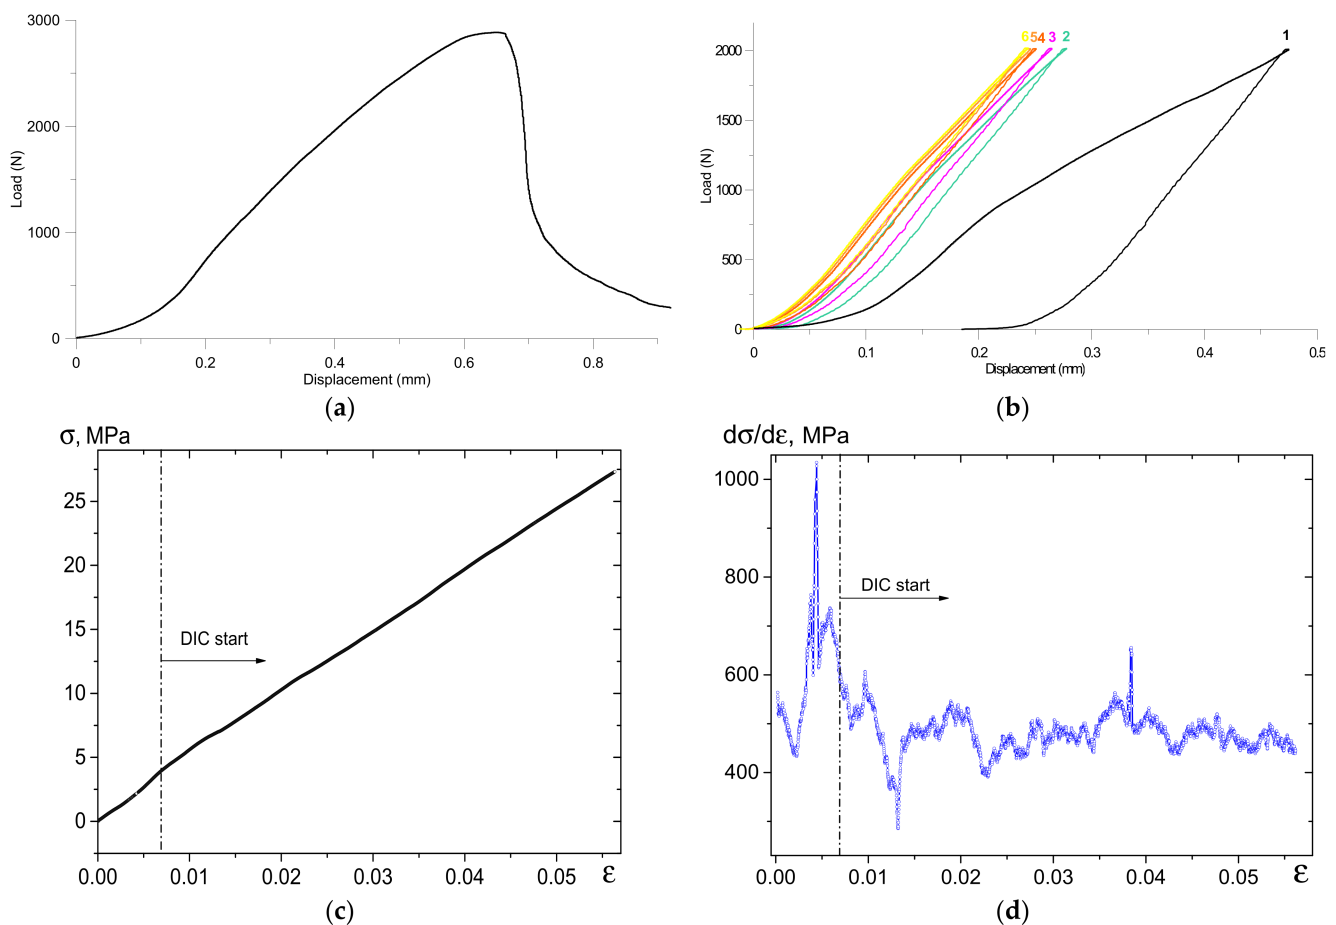 3000
2000
1000
0
Load (N)
0
0.2
0.4
0.6
0.8
Displacement (mm)
(a)
2000
1500
1000
500
0
Load (N)
6 5 4 3 2
1
0
0.1
0.2
0.3
0.4
0.5
Displacement (mm)
(b)
σ, MPa
25
20
15
10
5
0
DIC start
0.00
0.01
0.02
0.03
0.04
0.05
ε
(c)
dσ/dε, MPa
1000
800
600
400
DIC start
0.00
0.01
0.02
0.03
0.04
0.05
ε
(d)